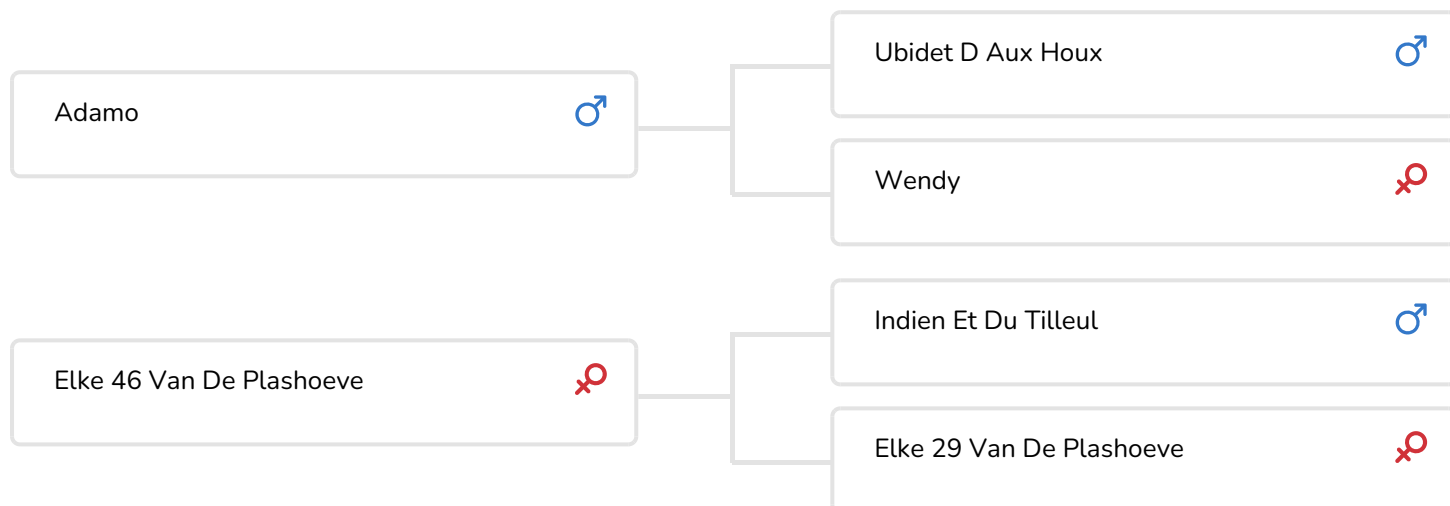 Ubidet D Aux Houx
Adamo
Wendy
Indien Et Du Tilleul
Elke 46 Van De Plashoeve
Elke 29 Van De Plashoeve